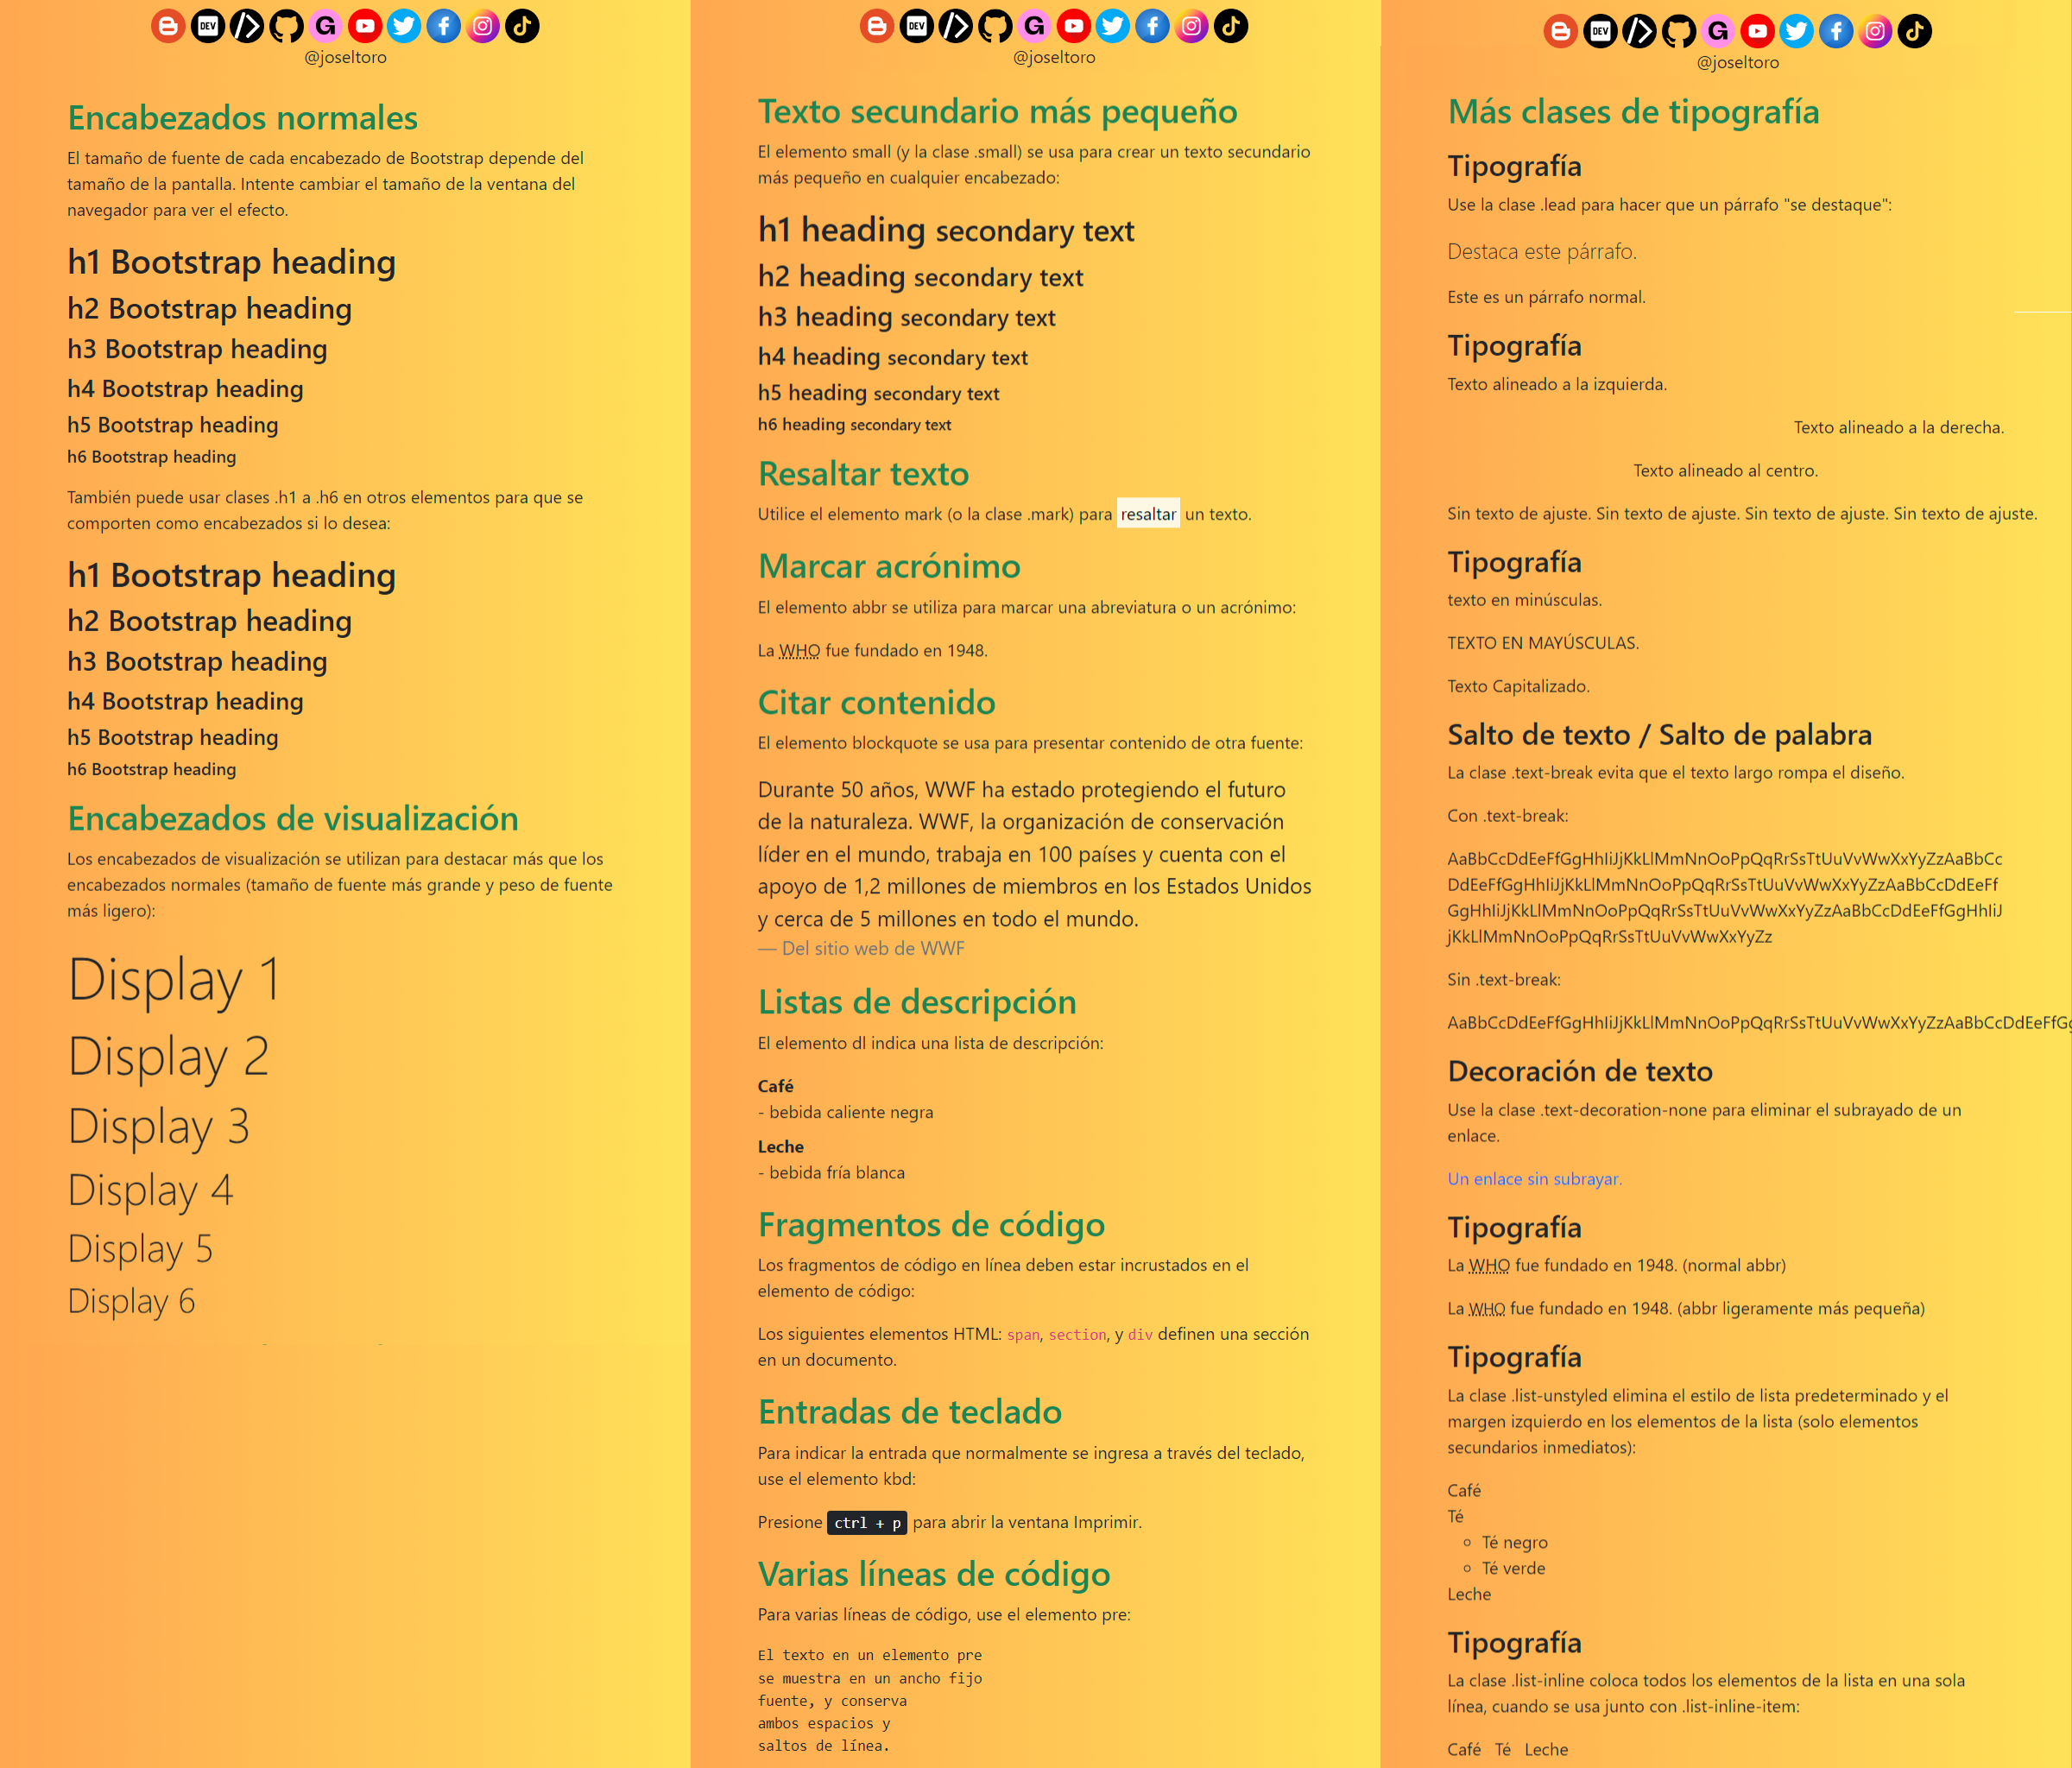 DEV G
@joseltoro
Encabezados normales
El tamaño de fuente de cada encabezado de Bootstrap depende del
tamaño de la pantalla. Intente cambiar el tamaño de la ventana del
navegador para ver el efecto.
h1 Bootstrap heading
h2 Bootstrap heading
h3 Bootstrap heading
h4 Bootstrap heading
h5 Bootstrap heading
h6 Bootstrap heading
También puede usar clases .h1 a .h6 en otros elementos para que se
comporten como encabezados si lo desea:
h1 Bootstrap heading
h2 Bootstrap heading
h3 Bootstrap heading
h4 Bootstrap heading
h5 Bootstrap heading
h6 Bootstrap heading
Encabezados de visualización
Los encabezados de visualización se utilizan para destacar más que los
encabezados normales (tamaño de fuente más grande y peso de fuente
más ligero):
Display 1
Display 2
Display 3
Display 4
Display 5
Display 6
DEV G
@joseltoro
Texto secundario más pequeño
El elemento small (y la clase .small) se usa para crear un texto secundario
más pequeño en cualquier encabezado:
h1 heading secondary text
h2 heading secondary text
h3 heading secondary text
h4 heading secondary text
h5 heading secondary text
h6 heading secondary text
Resaltar texto
Utilice el elemento mark (o la clase .mark) para resaltar un texto.
Marcar acrónimo
El elemento abbr se utiliza para marcar una abreviatura o un acrónimo:
La WHO fue fundado en 1948.
Citar contenido
El elemento blockquote se usa para presentar contenido de otra fuente:
Durante 50 años, WWF ha estado protegiendo el futuro
de la naturaleza. WWF, la organización de conservación
líder en el mundo, trabaja en 100 países y cuenta con el
apoyo de 1,2 millones de miembros en los Estados Unidos
y cerca de 5 millones en todo el mundo.
— Del sitio web de WWF
Listas de descripción
El elemento dl indica una lista de descripción:
Café
- bebida caliente negra
Leche
- bebida fría blanca
Fragmentos de código
Los fragmentos de código en línea deben estar incrustados en el
elemento de código:
Los siguientes elementos HTML: span, section, y div definen una sección
en un documento.
Entradas de teclado
Para indicar la entrada que normalmente se ingresa a través del teclado,
use el elemento kbd:
Presione ctrl + p para abrir la ventana Imprimir.
Varias líneas de código
Para varias líneas de código, use el elemento pre:
El texto en un elemento pre
se muestra en un ancho fijo
fuente, y conserva
ambos espacios y
saltos de línea.
DEV G
@joseltoro
Más clases de tipografía
Tipografía
Use la clase .lead para hacer que un párrafo "se destaque":
Destaca este párrafo.
Este es un párrafo normal.
Tipografía
Texto alineado a la izquierda.
Texto alineado a la derecha.
Texto alineado al centro.
Sin texto de ajuste. Sin texto de ajuste. Sin texto de ajuste. Sin texto de ajuste.
Tipografía
texto en minúsculas.
TEXTO EN MAYÚSCULAS.
Texto Capitalizado.
Salto de texto / Salto de palabra
La clase .text-break evita que el texto largo rompa el diseño.
Con .text-break:
AaBbCcDdEeFfGgHhIiJjKkLlMmNnOoPpQqRrSsTtUuVvWwXxYyZzAaBbCc
DdEeFfGgHhIiJjKkLlMmNnOoPpQqRrSsTtUuVvWwXxYyZzAaBbCcDdEeFf
GgHhIiJjKkLlMmNnOoPpQqRrSsTtUuVvWwXxYyZzAaBbCcDdEeFfGgHhIiJ
jKkLlMmNnOoPpQqRrSsTtUuVvWwXxYyZz
Sin .text-break:
AaBbCcDdEeFfGgHhIiJjKkLlMmNnOoPpQqRrSsTtUuVvWwXxYyZzAaBbCcDdEeFfGg
Decoración de texto
Use la clase .text-decoration-none para eliminar el subrayado de un
enlace.
Un enlace sin subrayar.
Tipografía
La WHO fue fundado en 1948. (normal abbr)
La WHO fue fundado en 1948. (abbr ligeramente más pequeña)
Tipografía
La clase .list-unstyled elimina el estilo de lista predeterminado y el
margen izquierdo en los elementos de la lista (solo elementos
secundarios inmediatos):
Café
Té
Té negro
Té verde
Leche
Tipografía
La clase .list-inline coloca todos los elementos de la lista en una sola
línea, cuando se usa junto con .list-inline-item:
Café Té Leche